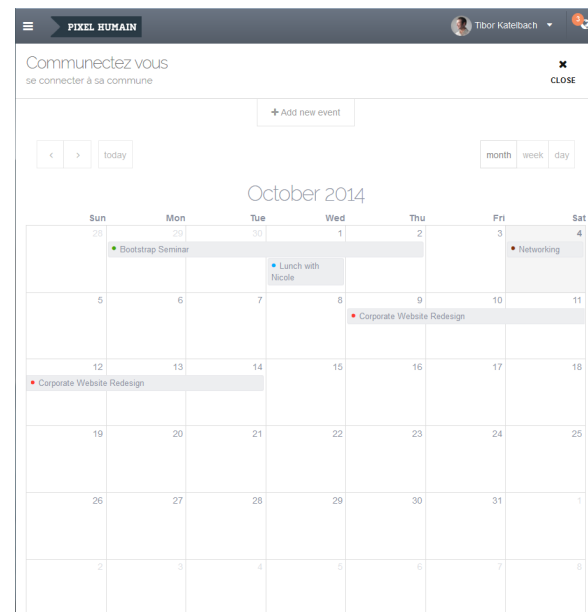 PIXEL HUMAIN
Tibor Katelbach
3
Communectez vous
se connecter à sa commune
CLOSE
Add new event
today
month week day
October 2014
Sun Mon Tue Wed Thu Fri Sat
28 29 30 1 2 3 4
Bootstrap Seminar
Networking
Lunch with
Nicole
5 6 7 8 9 10 11
Corporate Website Redesign
12 13 14 15 16 17 18
Corporate Website Redesign
19 20 21 22 23 24 25
26 27 28 29 30 31 1
2 3 4 5 6 7 8